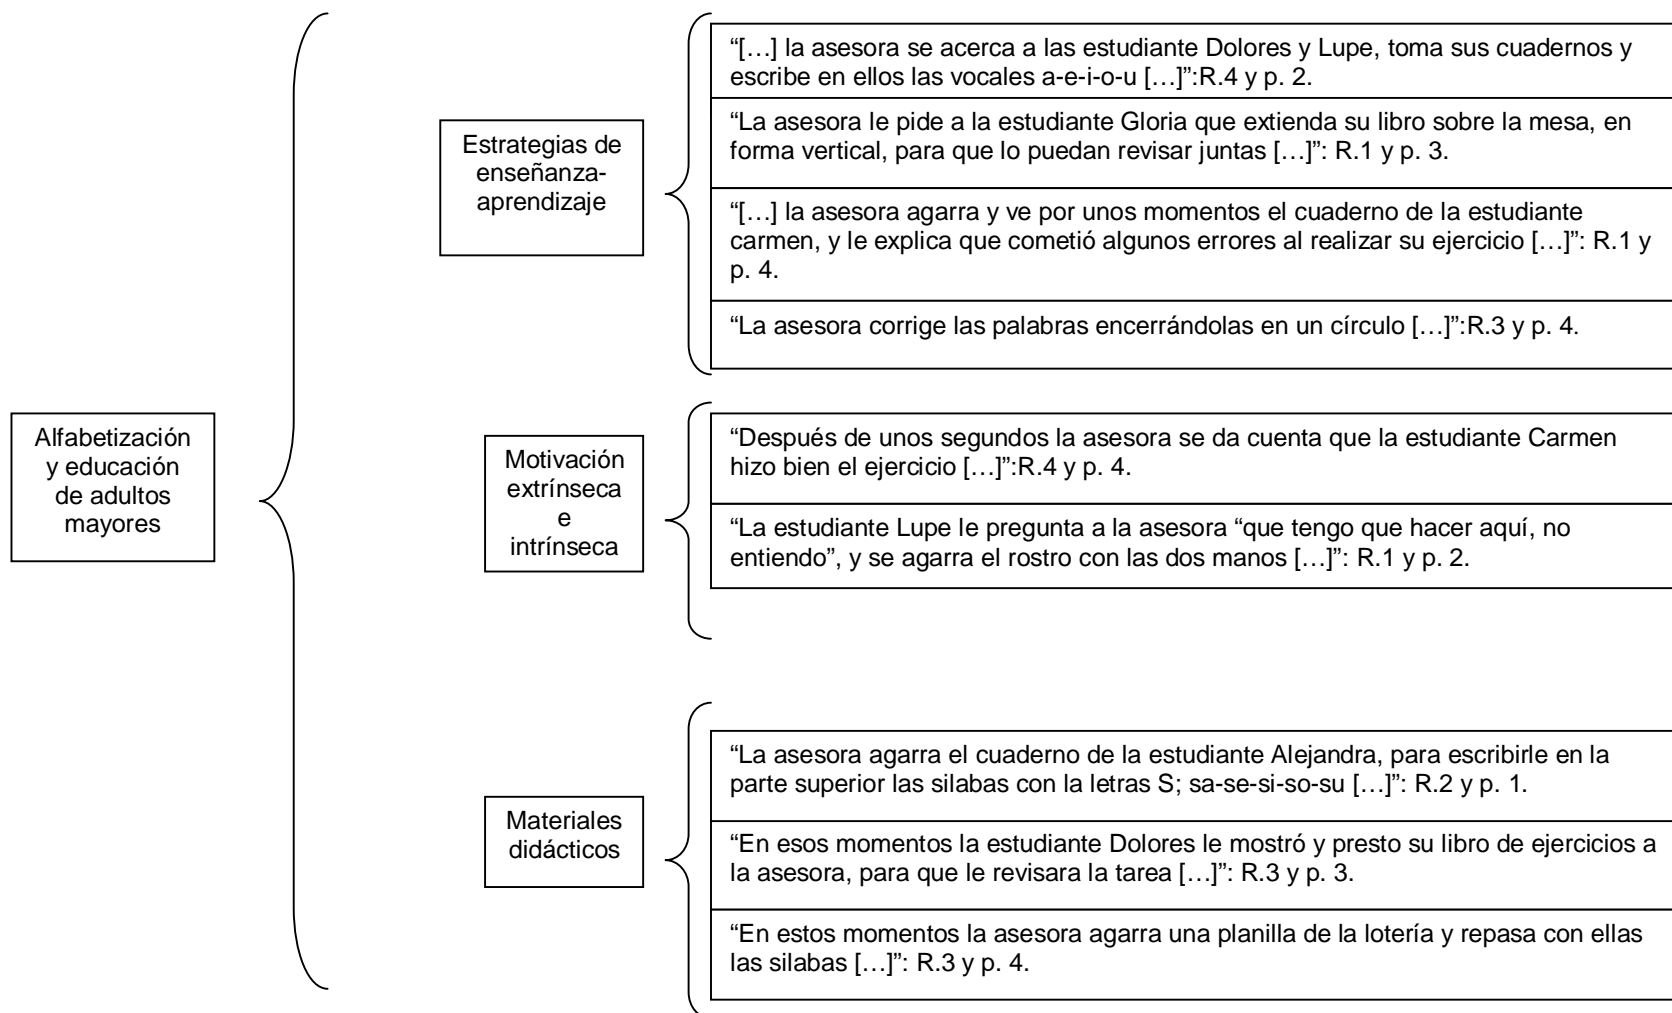 Alfabetización
y educación
de adultos
mayores
Estrategias de
enseñanza-
aprendizaje
“[…] la asesora se acerca a las estudiante Dolores y Lupe, toma sus cuadernos y
escribe en ellos las vocales a-e-i-o-u […]”:R.4 y p. 2.
“La asesora le pide a la estudiante Gloria que extienda su libro sobre la mesa, en
forma vertical, para que lo puedan revisar juntas […]”: R.1 y p. 3.
“[…] la asesora agarra y ve por unos momentos el cuaderno de la estudiante
carmen, y le explica que cometió algunos errores al realizar su ejercicio […]”: R.1 y
p. 4.
“La asesora corrige las palabras encerrándolas en un círculo […]”:R.3 y p. 4.
Motivación
extrínseca
e
intrínseca
“Después de unos segundos la asesora se da cuenta que la estudiante Carmen
hizo bien el ejercicio […]”:R.4 y p. 4.
“La estudiante Lupe le pregunta a la asesora “que tengo que hacer aquí, no
entiendo”, y se agarra el rostro con las dos manos […]”: R.1 y p. 2.
Materiales
didácticos
“La asesora agarra el cuaderno de la estudiante Alejandra, para escribirle en la
parte superior las silabas con la letras S; sa-se-si-so-su […]”: R.2 y p. 1.
“En esos momentos la estudiante Dolores le mostró y presto su libro de ejercicios a
la asesora, para que le revisara la tarea […]”: R.3 y p. 3.
“En estos momentos la asesora agarra una planilla de la lotería y repasa con ellas
las silabas […]”: R.3 y p. 4.